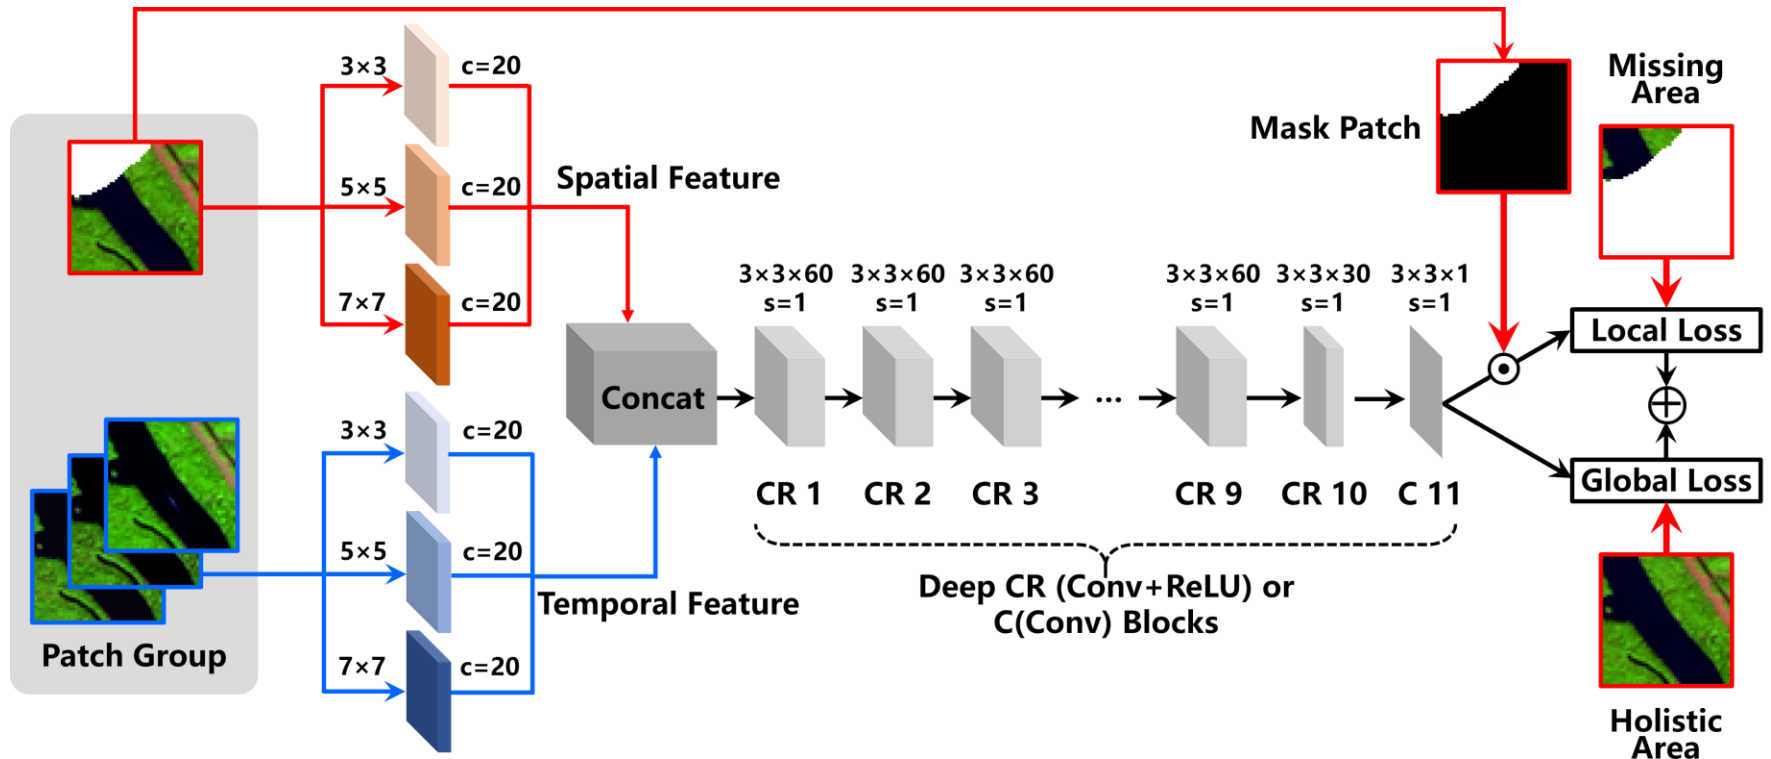 3×3
c=20
5×5
c=20
7×7
c=20
Spatial Feature
Patch Group
3×3
c=20
5×5
c=20
7×7
c=20
Temporal Feature
Concat
3×3×60
s=1
3×3×60
s=1
3×3×60
s=1
...
3×3×60
s=1
3×3×30
s=1
3×3×1
s=1
CR 1
CR 2
CR 3
CR 9
CR 10
C 11
Deep CR (Conv+ReLU) or
C(Conv) Blocks
Mask Patch
Missing
Area
Local Loss
Global Loss
Holistic
Area